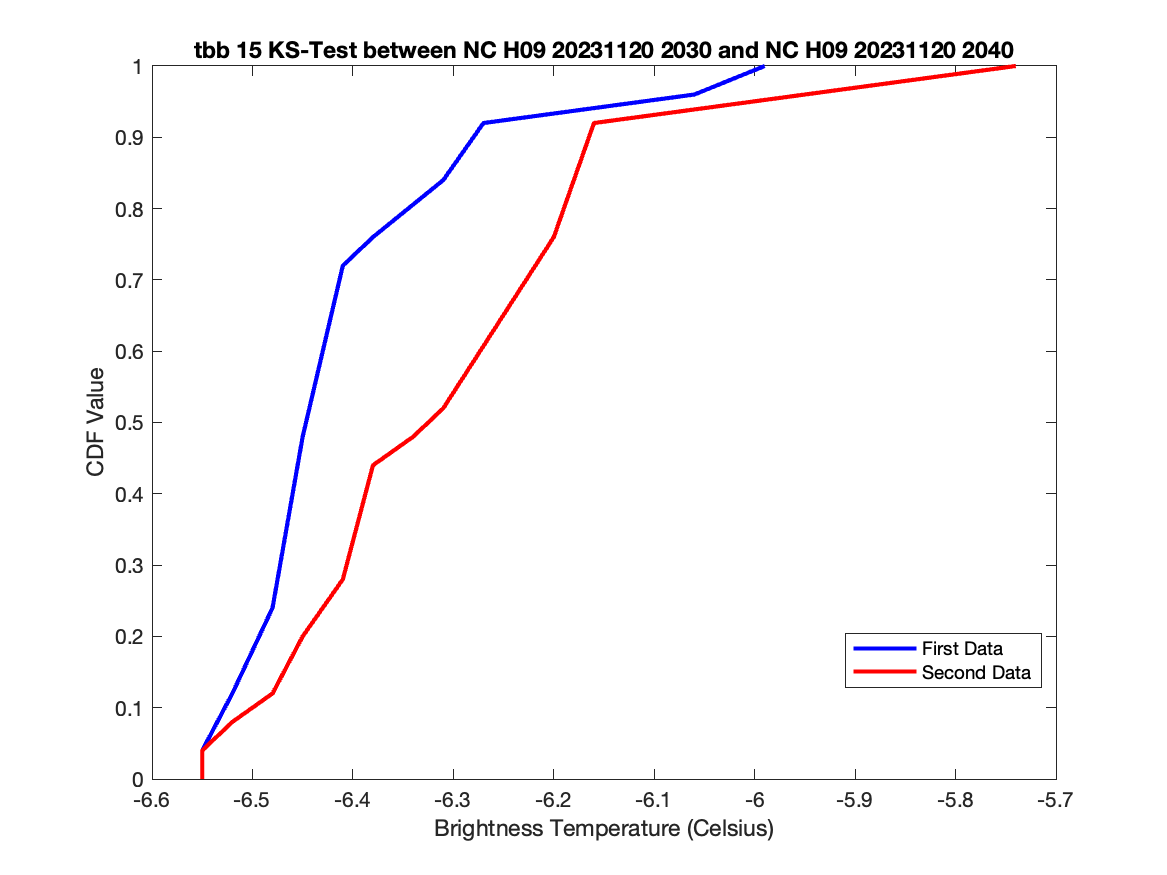 tbb 15 KS-Test between NC H09 20231120 2030 and NC H09 20231120 2040
1
0.9
0.8
0.7
0.6
0.5
0.4
0.3
0.2
0.1
0
CDF Value
First Data
Second Data
-6.6 -6.5 -6.4 -6.3 -6.2 -6.1 -6 -5.9 -5.8 -5.7
Brightness Temperature (Celsius)